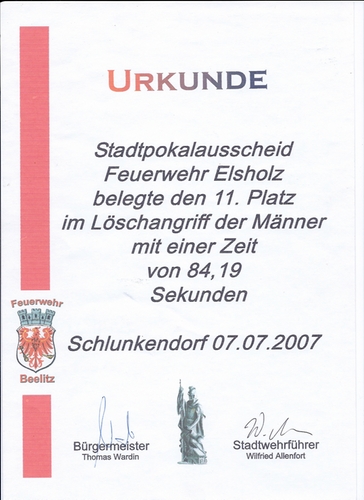 URKUNDE
Stadtpokalausscheid
Feuerwehr Elsholz
belegte den 11. Platz
im Löschangriff der Männer
mit einer Zeit
von 84,19
Sekunden
Feuerwehr
Beelitz
Schlunkendorf 07.07.2007
Bürgermeister
Thomas Wardin
Stadtwehrführer
Wilfried Allenfort